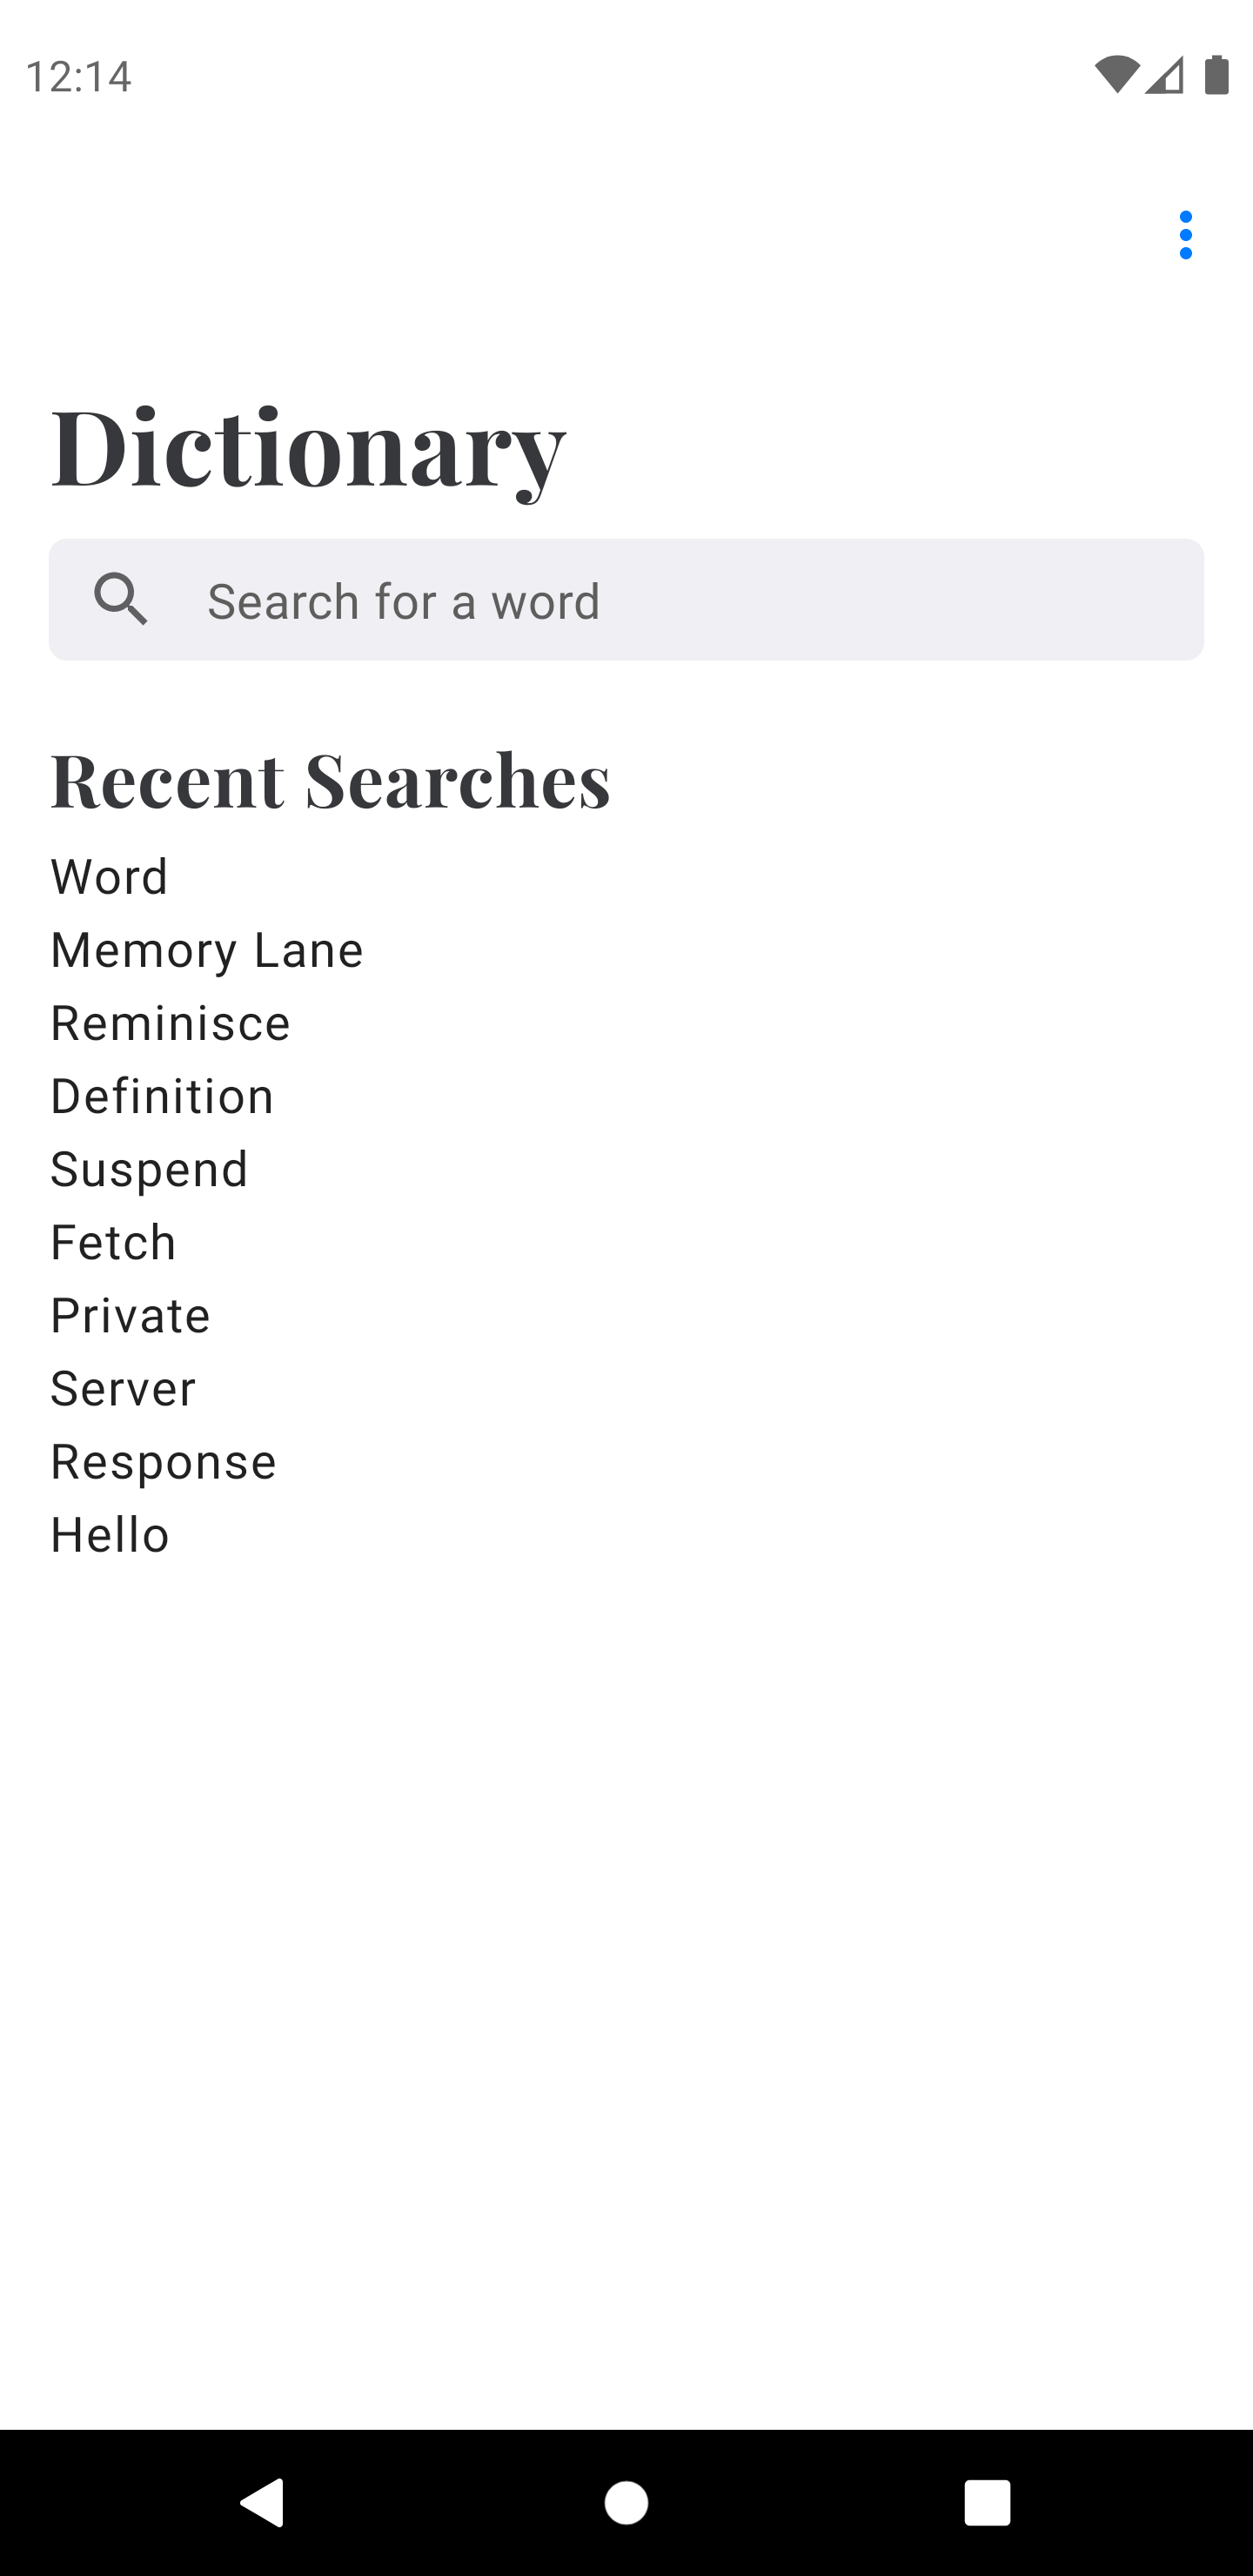 12:14
Dictionary
Search for a word
Recent Searches
Word
Memory Lane
Reminisce
Definition
Suspend
Fetch
Private
Server
Response
Hello